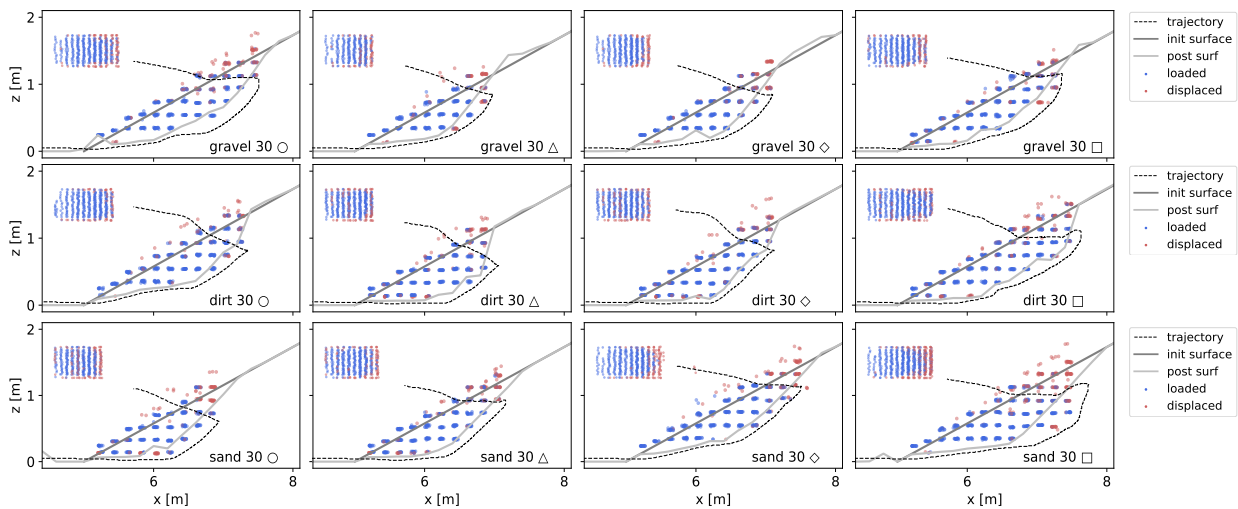 2
1
0
z [m]
gravel 30 ○
gravel 30 △
gravel 30 ◇
gravel 30 □
trajectory
init surface
post surf
loaded
displaced
2
1
0
z [m]
dirt 30 ○
dirt 30 △
dirt 30 ◇
dirt 30 □
trajectory
init surface
post surf
loaded
displaced
2
1
0
z [m]
sand 30 ○
sand 30 △
sand 30 ◇
sand 30 □
trajectory
init surface
post surf
loaded
displaced
6 8 6 8 6 8 6 8
x [m] x [m] x [m] x [m]